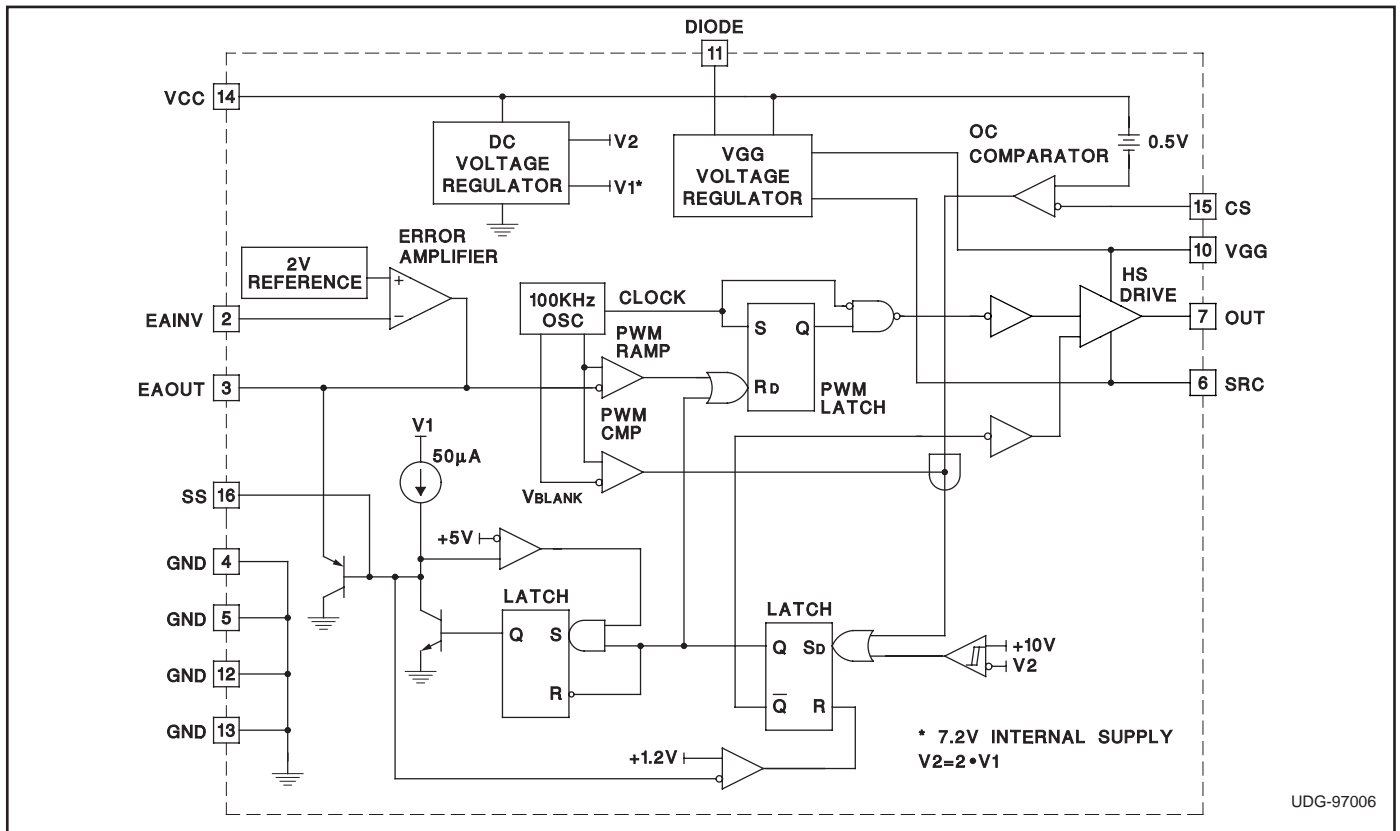 DIODE
11
VCC 14
DC
VOLTAGE
REGULATOR
V2
V1*
VGG
VOLTAGE
REGULATOR
OC
COMPARATOR
0.5V
15 CS
10 VGG
ERROR
AMPLIFIER
2V
REFERENCE
+
−
EAINV 2
100KHz
OSC
CLOCK
PWM
RAMP
S Q
RD
PWM
LATCH
HS
DRIVE
7 OUT
6 SRC
EAOUT 3
PWM
CMP
V1
50µA
VBLANK
SS 16
+5V
GND 4
GND 5
GND 12
GND 13
LATCH
Q S
R
LATCH
Q SD
Q R
+10V
V2
+1.2V
* 7.2V INTERNAL SUPPLY
V2=2•V1
UDG-97006